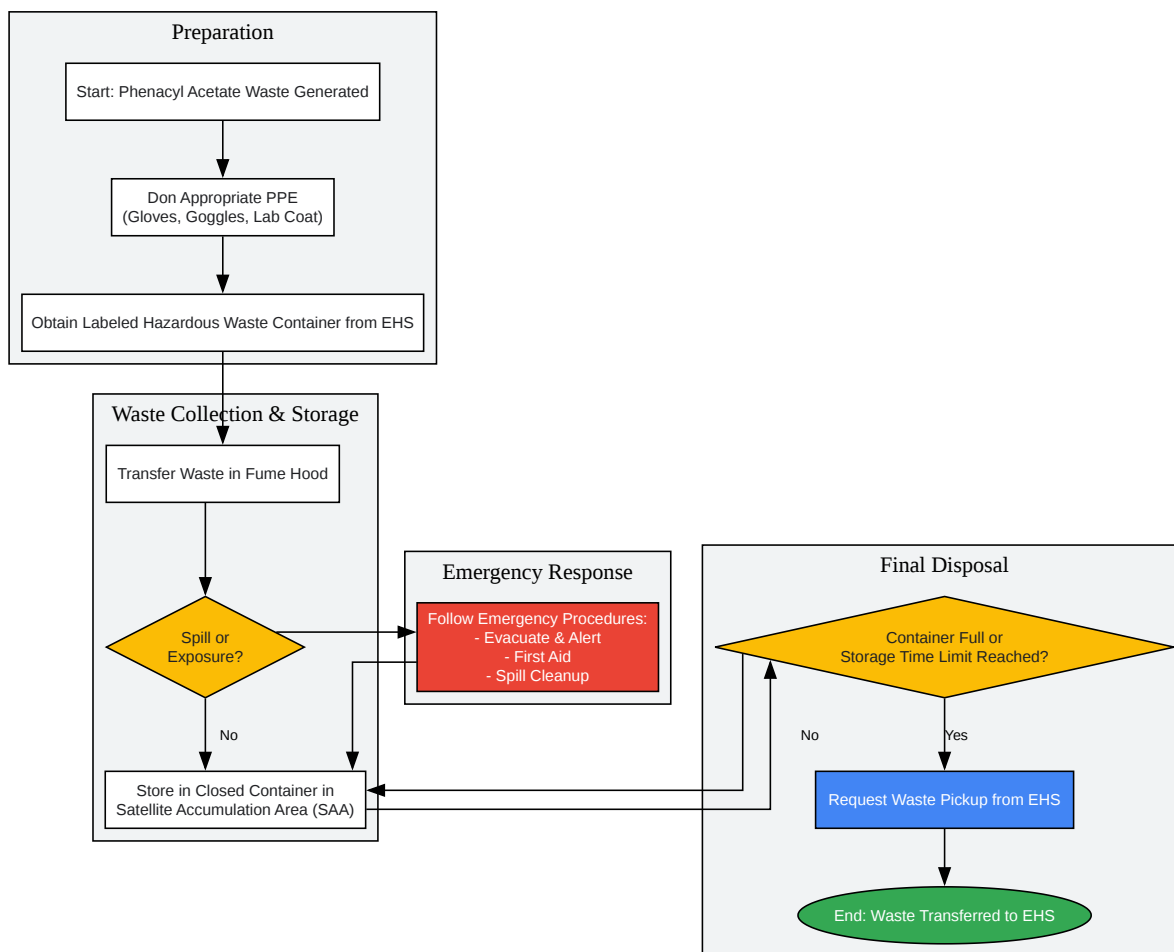 Preparation
Start: Phenacyl Acetate Waste Generated
Don Appropriate PPE
(Gloves, Goggles, Lab Coat)
Obtain Labeled Hazardous Waste Container from EHS
Waste Collection & Storage
Transfer Waste in Fume Hood
Spill or
Exposure?
No
Store in Closed Container in
Satellite Accumulation Area (SAA)
Emergency Response
Follow Emergency Procedures:
- Evacuate & Alert
- First Aid
- Spill Cleanup
Final Disposal
Container Full or
Storage Time Limit Reached?
No
Yes
Request Waste Pickup from EHS
End: Waste Transferred to EHS